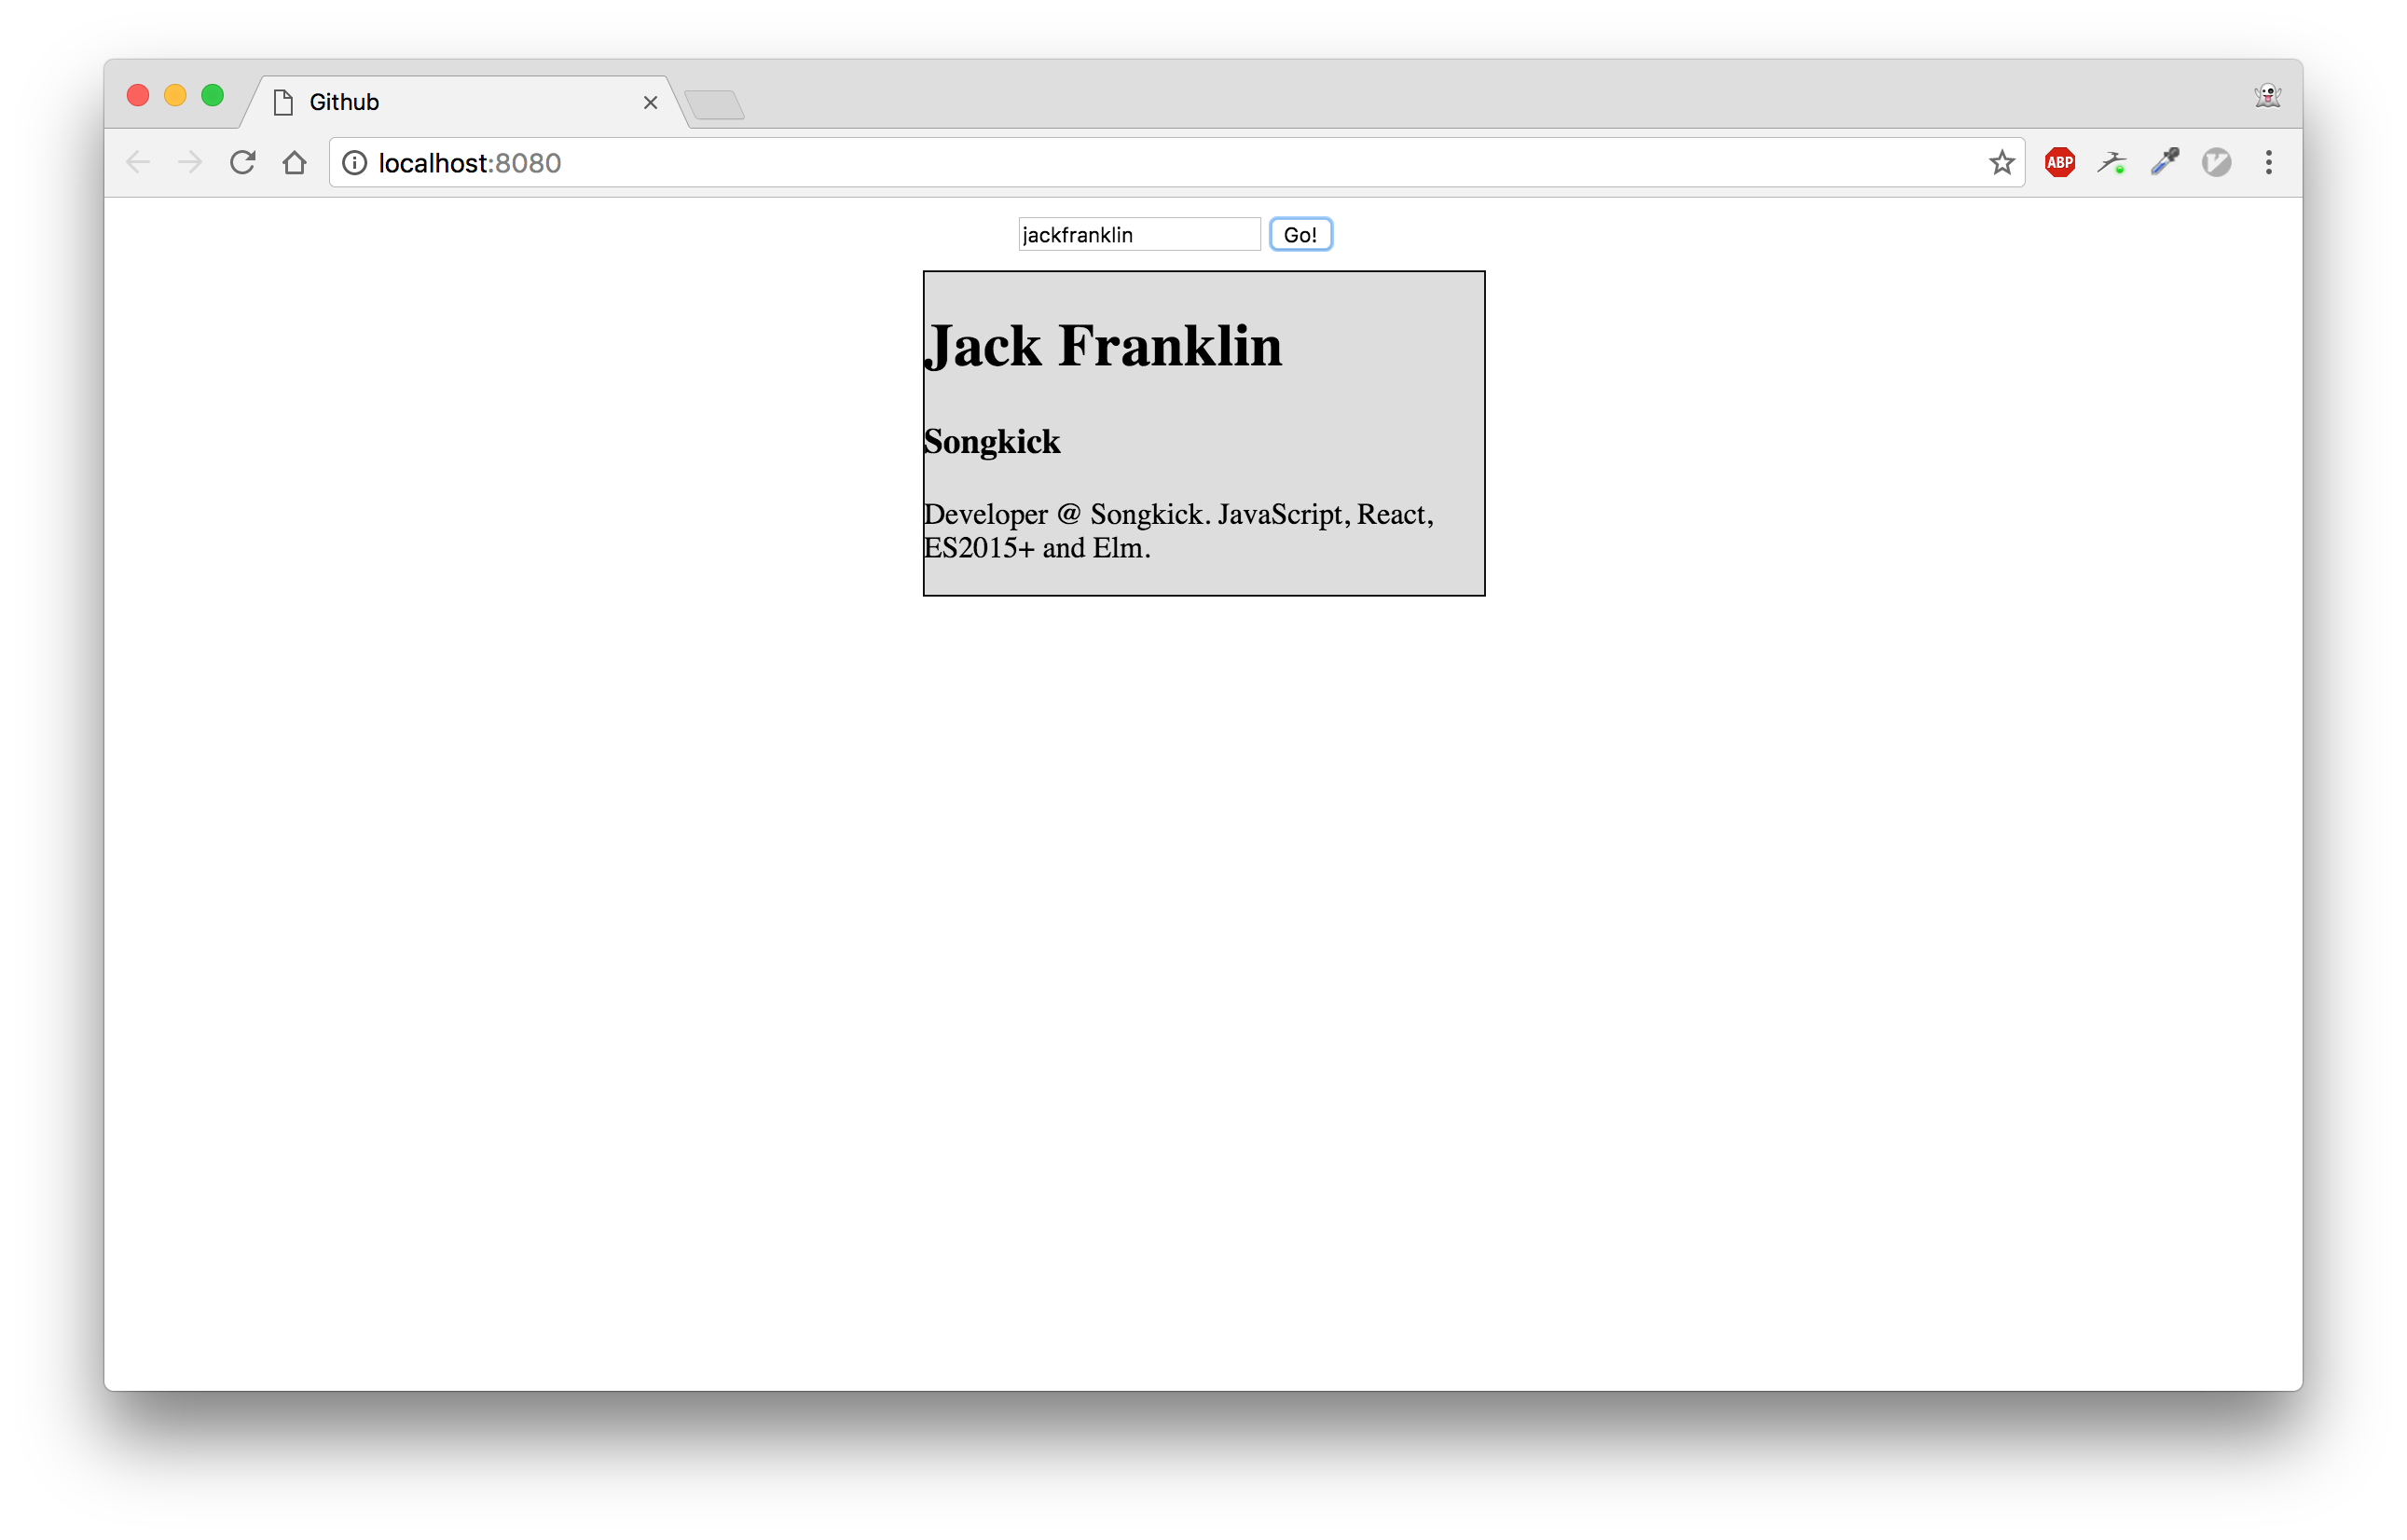 Github
localhost:8080
ABP
jackfranklin Go!
Jack Franklin
Songkick
Developer @ Songkick. JavaScript, React,
ES2015+ and Elm.